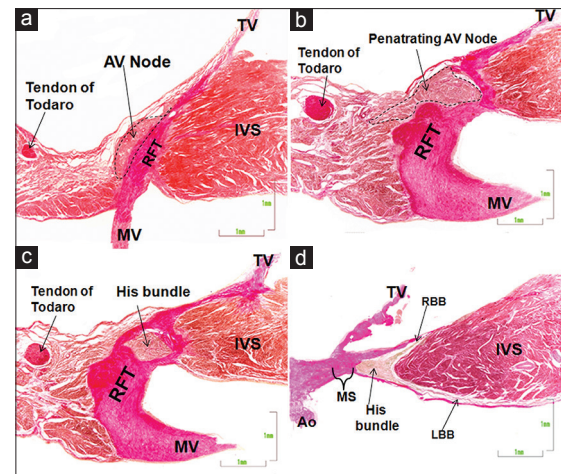 a
TV
AV Node
Tendon of
Todaro
RFT
IVS
MV
1mm
b
TV
Penatrating AV Node
Tendon of
Todaro
RFT
MV
1mm
c
TV
Tendon of
Todaro
His bundle
RFT
IVS
MV
1mm
d
TV
RBB
IVS
MS
His
bundle
Ao
LBB
1mm